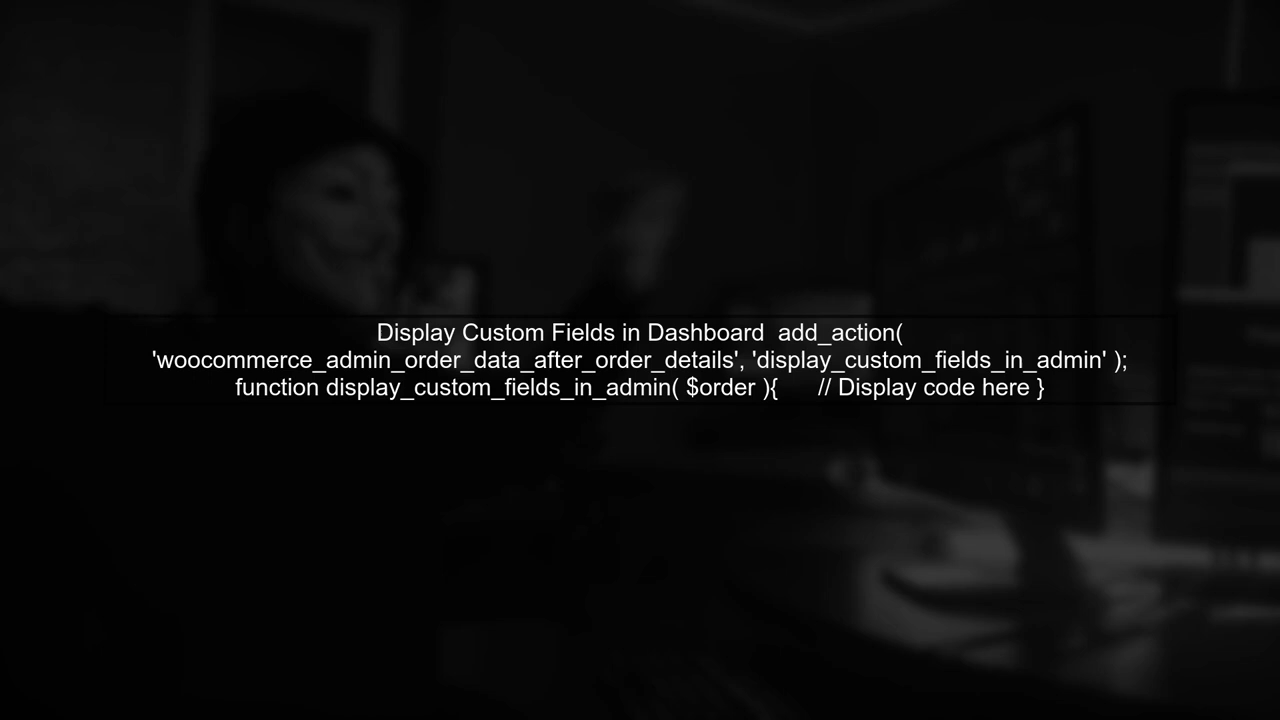 Display Custom Fields in Dashboard  add_action(
'woocommerce_admin_order_data_after_order_details', 'display_custom_fields_in_admin' );
function display_custom_fields_in_admin( $order ){      // Display code here }